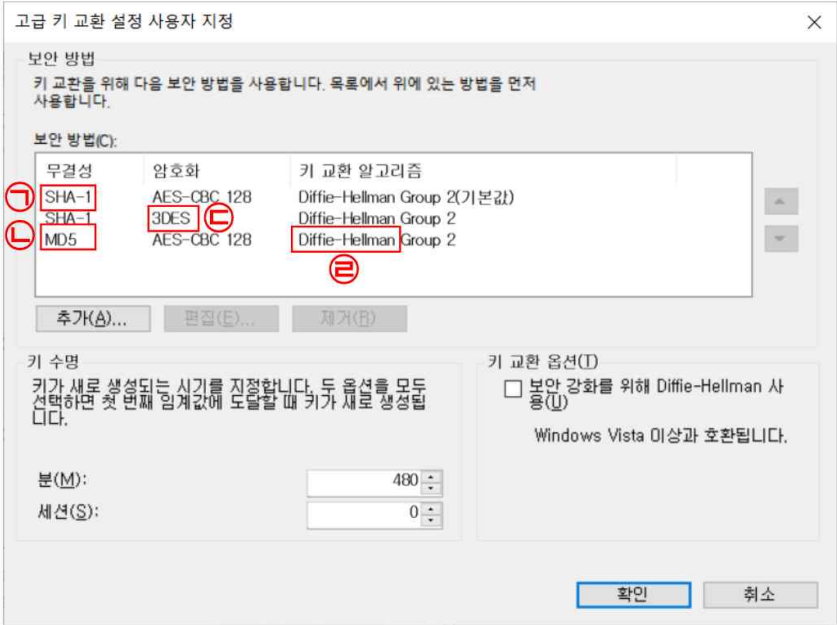 고급 키 교환 설정 사용자 지정
보안 방법
키 교환을 위해 다음 보안 방법을 사용합니다. 목록에서 위에 있는 방법을 먼저
사용합니다.
보안 방법(C):
무결성 암호화 키 교환 알고리즘
㉠ SHA-1 AES-CBC 128 Diffie-Hellman Group 2(기본값)
SHA-1 3DES ㉢ Diffie-Hellman Group 2
㉡ MD5 AES-CBC 128 Diffie-Hellman Group 2
㉣
추가(A)... 편집(E)... 제거(R)
키 수명
키가 새로 생성되는 시기를 지정합니다. 두 옵션을 모두
선택하면 첫 번째 임계값에 도달할 때 키가 새로 생성됩
니다.
분(M): 480
세션(S): 0
키 교환 옵션(T)
보안 강화를 위해 Diffie-Hellman 사
용(U)
Windows Vista 이상과 호환됩니다.
확인 취소